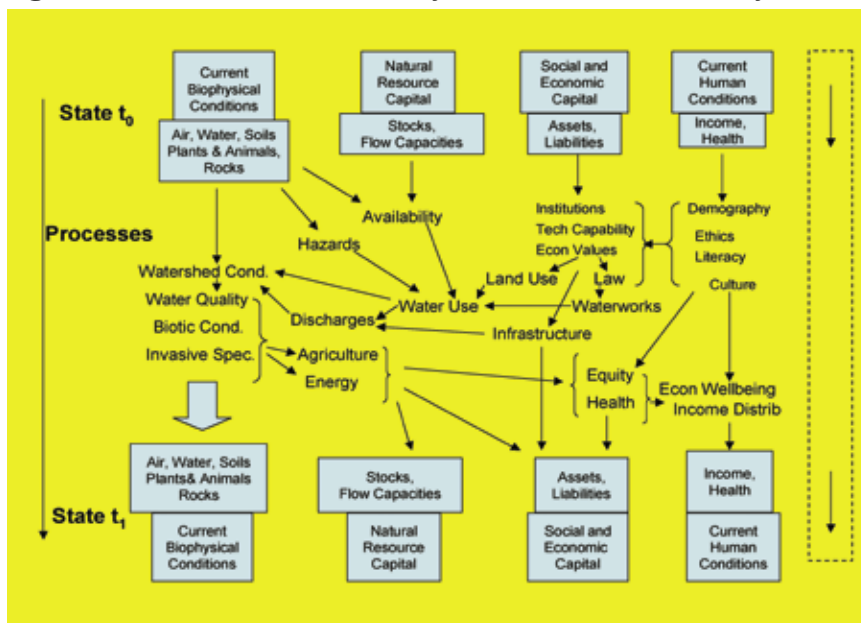 Current
Biophysical
Conditions
Natural
Resource
Capital
Social and
Economic
Capital
Current
Human
Conditions
State t0
Air, Water, Soils
Plants & Animals,
Rocks
Stocks,
Flow Capacities
Assets,
Liabilities
Income,
Health
Processes
Availability
Hazards
Institutions
Tech Capability
Econ Values
Demography
Ethics
Literacy
Culture
Watershed Cond.
Water Quality
Biotic Cond.
Invasive Spec.
Land Use
Law
Water Use
Waterworks
Discharges
Infrastructure
Agriculture
Energy
Equity
Health
Econ Wellbeing
Income Distrib
State t1
Air, Water, Soils
Plants& Animals
Rocks
Stocks,
Flow Capacities
Assets,
Liabilities
Income,
Health
Current
Biophysical
Conditions
Natural
Resource
Capital
Social and
Economic
Capital
Current
Human
Conditions